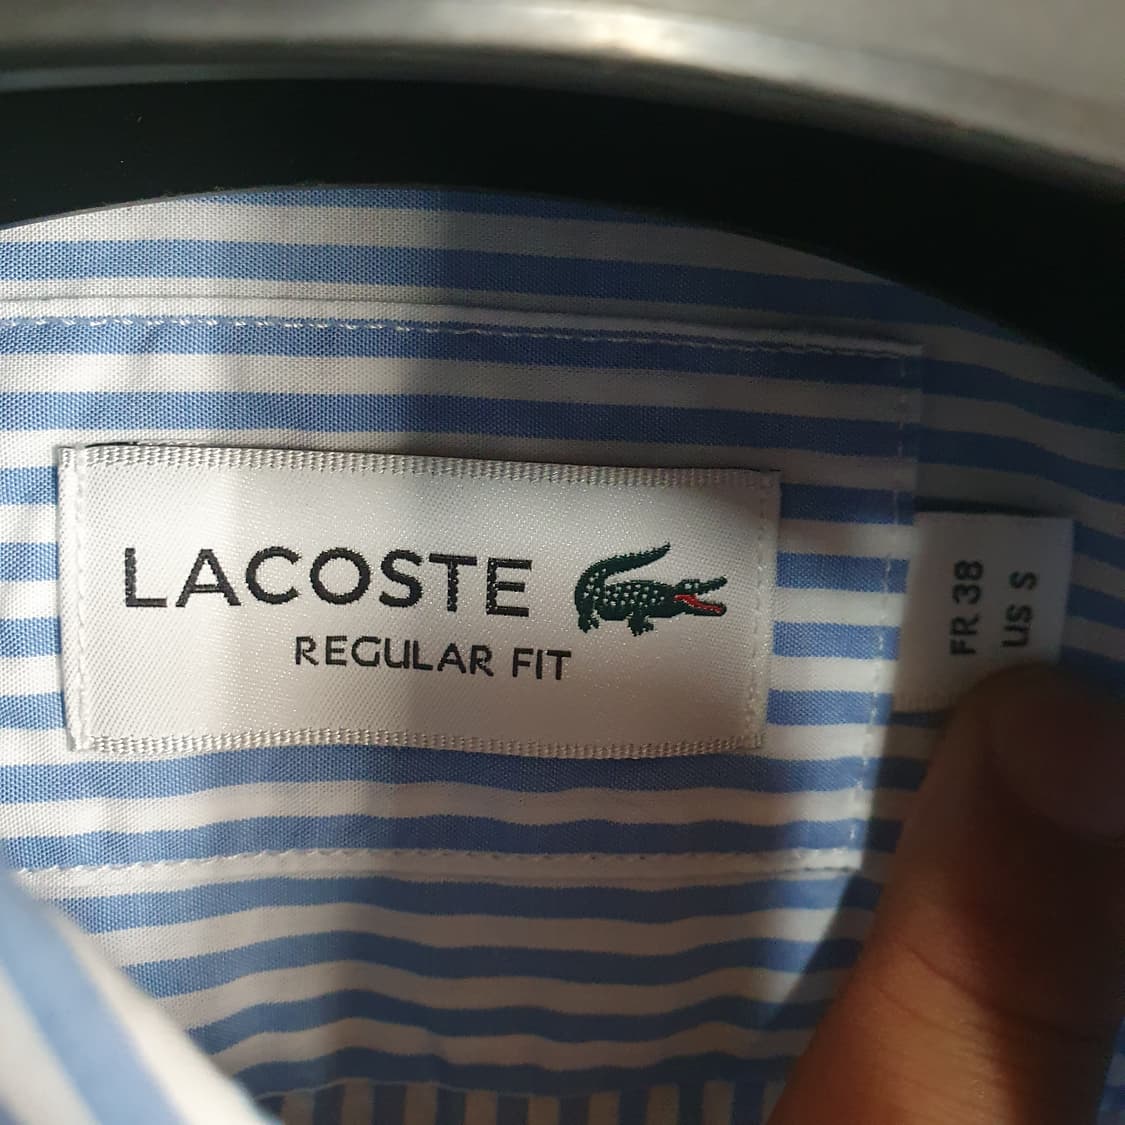 LACOSTE
REGULAR FIT
FR 38
US S